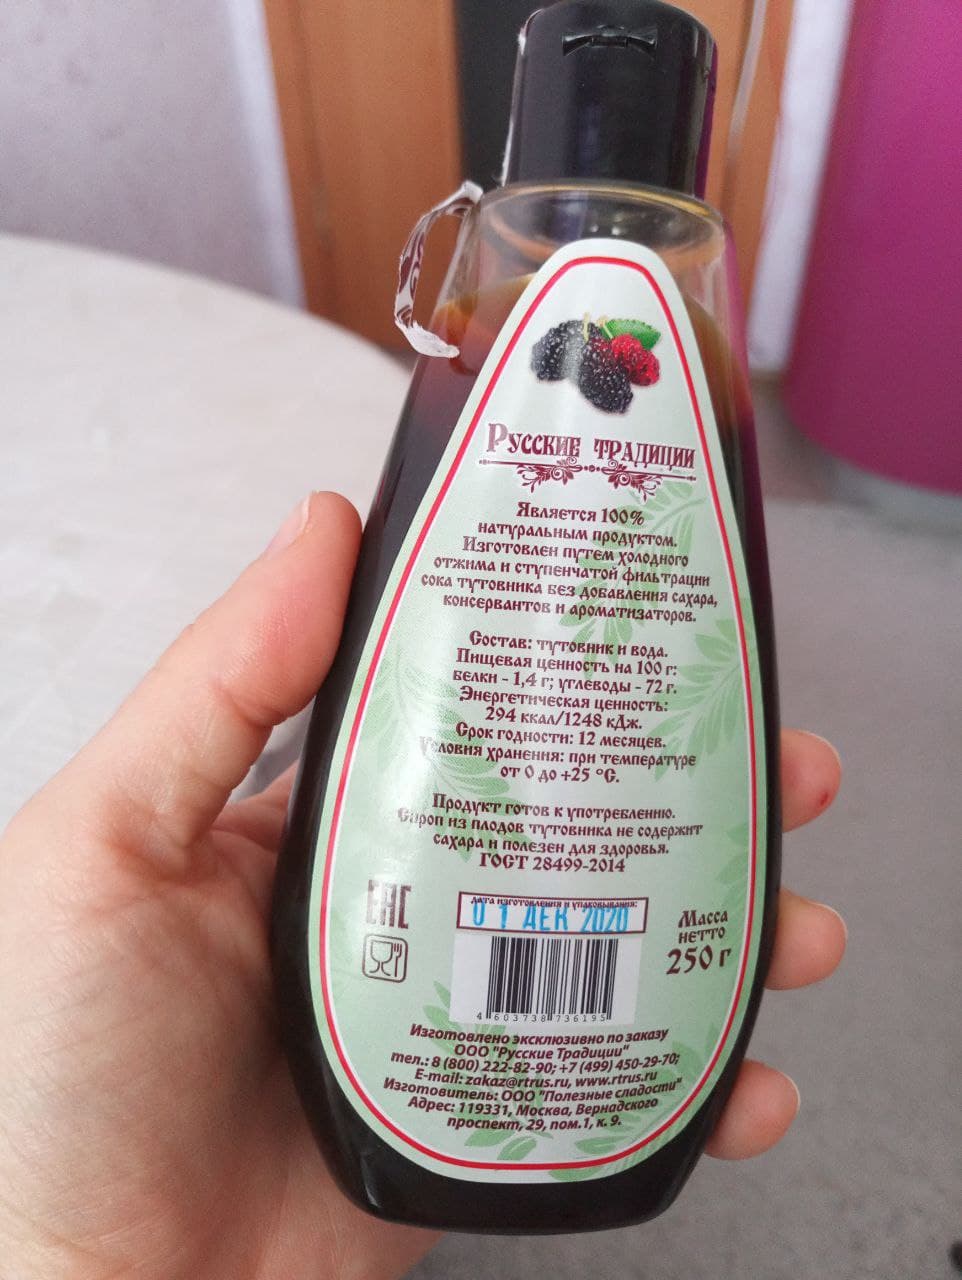 Русские традиции
Является 100%
натуральным продуктом.
Изготовлен путем холодного
отжима и ступенчатой фильтрации
сока тутовника без добавления сахара,
консервантов и ароматизаторов.
Состав: тутовник и вода.
Пищевая ценность на 100 г:
белки - 1,4 г; углеводы - 72 г.
Энергетическая ценность:
294 ккал/1248 кДж.
Срок годности: 12 месяцев.
Условия хранения: при температуре
от 0 до +25 °С.
Продукт готов к употреблению.
Сироп из плодов тутовника не содержит
сахара и полезен для здоровья.
ГОСТ 28499-2014
EAC
Дата изготовления и упаковывания:
01 ДЕК 2020
Масса
нетто
250 г
4 603738 736195
Изготовлено эксклюзивно по заказу
ООО "Русские Традиции"
тел.: 8 (800) 222-82-90; +7 (499) 450-29-70;
E-mail: zakaz@rtrus.ru, www.rtrus.ru
Изготовитель: ООО "Полезные сладости"
Адрес: 119331, Москва, Вернадского
проспект, 29, пом.1, к. 9.